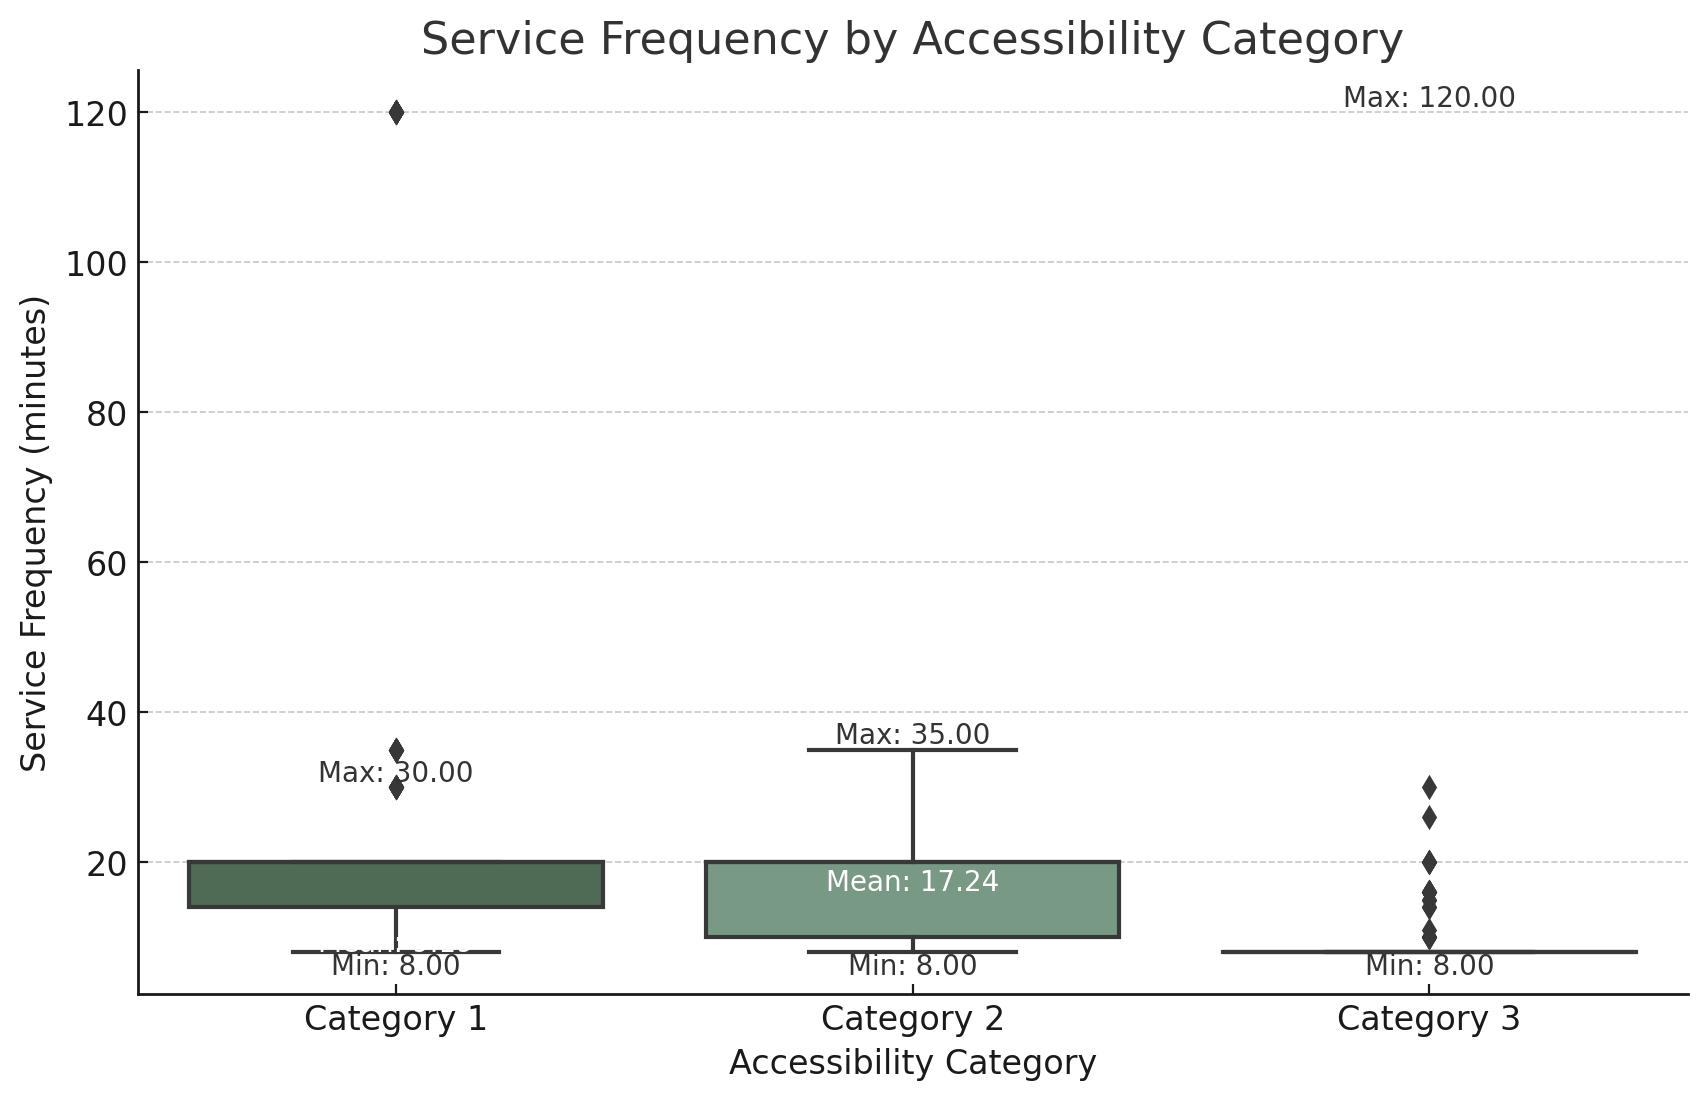 Service Frequency by Accessibility Category
Service Frequency (minutes)
120
100
80
60
40
20
Max: 120.00
Max: 35.00
Max: 30.00
Mean: 17.24
Min: 8.00
Min: 8.00
Min: 8.00
Category 1
Category 2
Category 3
Accessibility Category